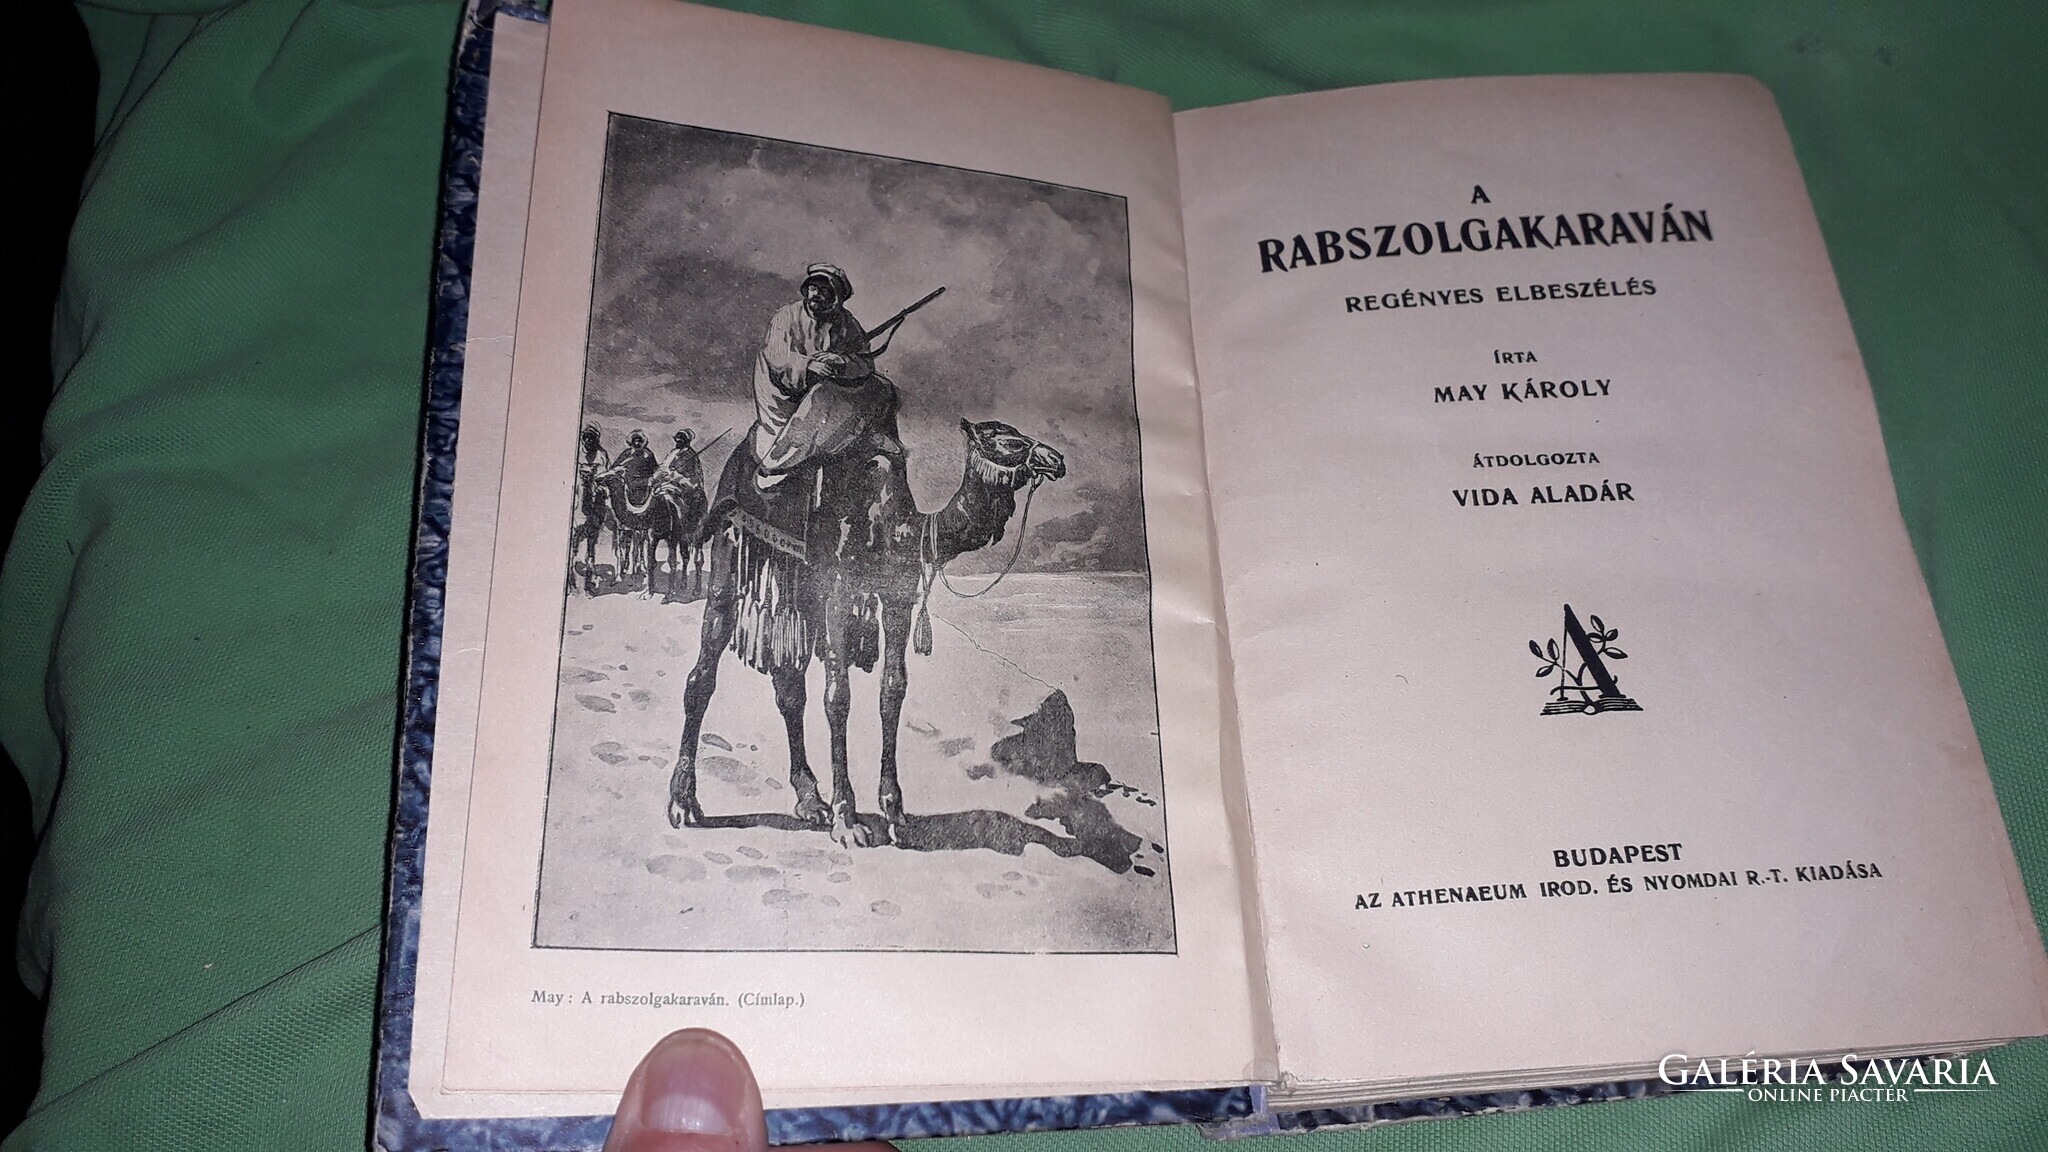 May: A rabszolgakaraván. (Címlap.)
A
RABSZOLGAKARAVÁN
REGÉNYES ELBESZÉLÉS
ÍRTA
MAY KÁROLY
ÁTDOLGOZTA
VIDA ALADÁR
A
BUDAPEST
AZ ATHENAEUM IROD. ÉS NYOMDAI R.-T. KIADÁSA
GALÉRIA SAVARIA
ONLINE PIACTÉR